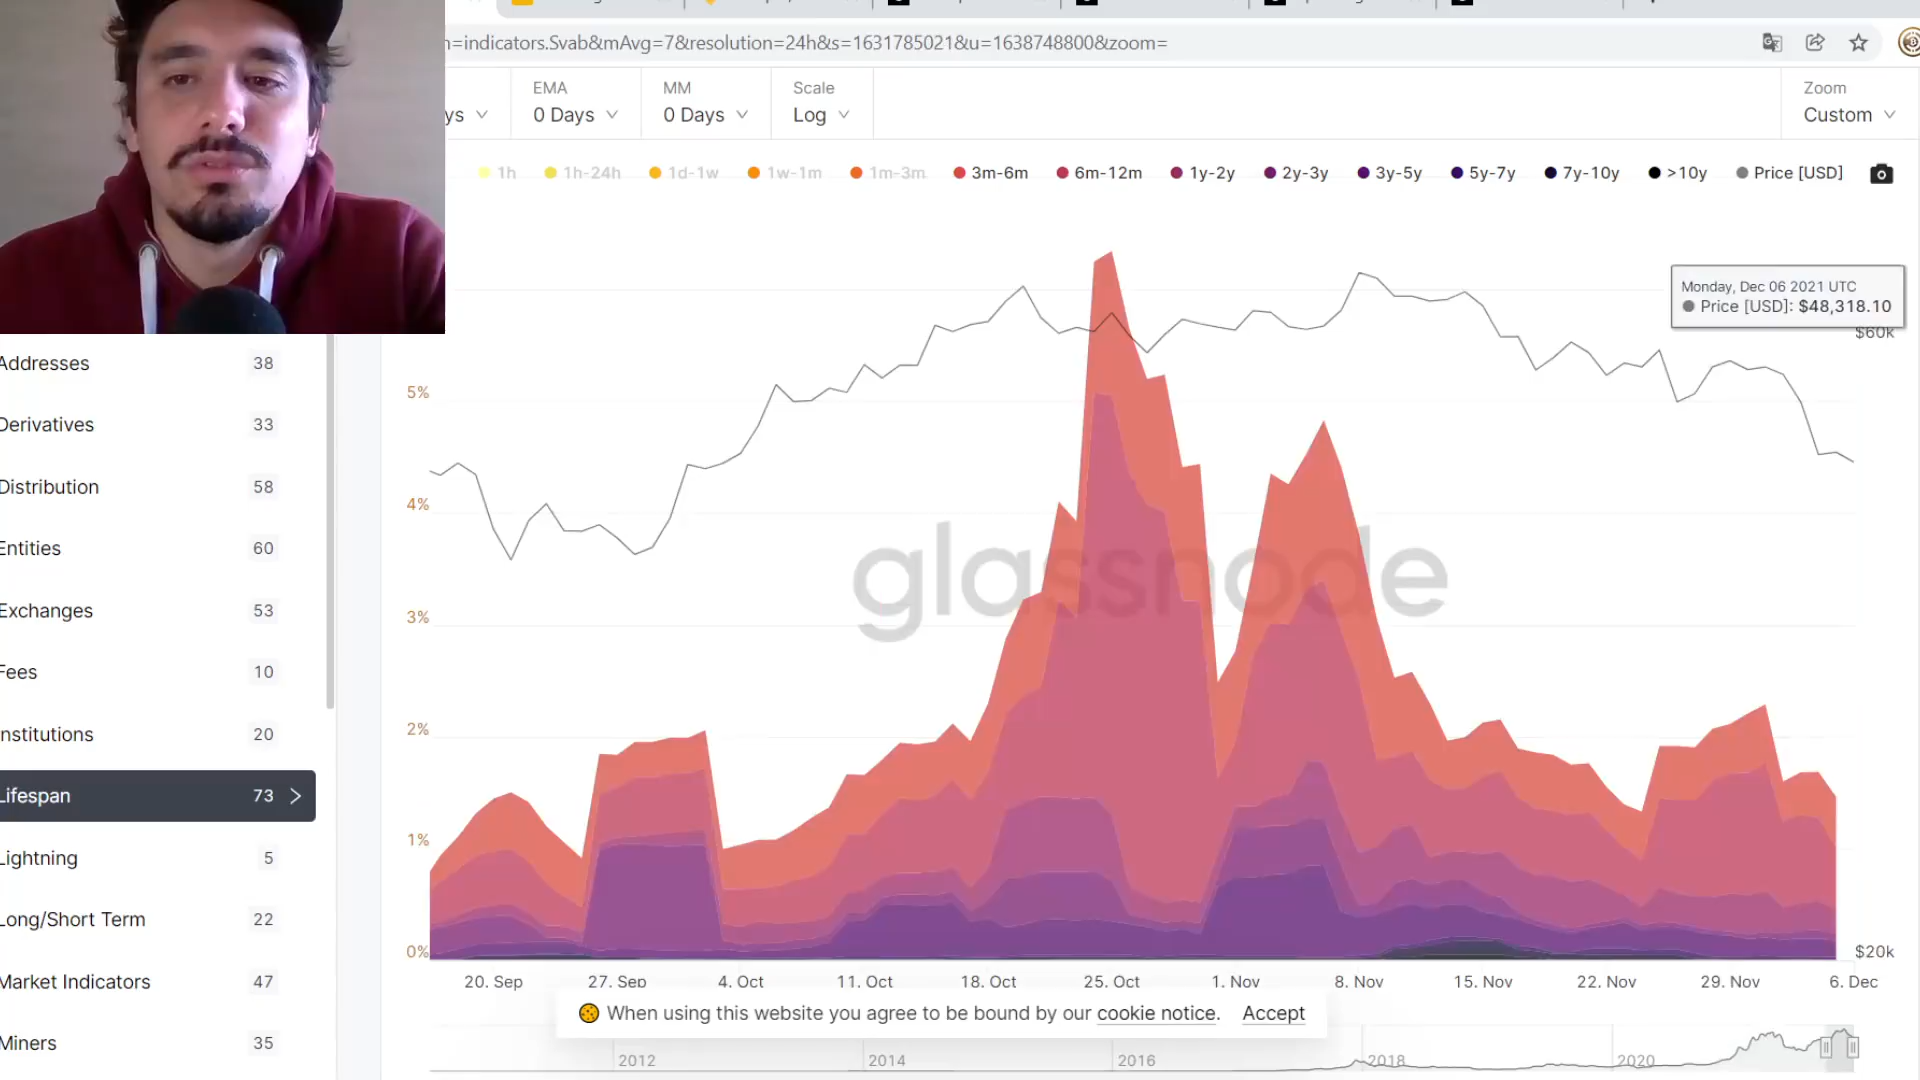 n=indicators.Svab&mAvg=7&resolution=24h&s=1631785021&u=1638748800&zoom=
EMA
MM
Scale
Zoom
ys
0 Days
0 Days
Log
Custom
1h
1h-24h
1d-1w
1w-1m
1m-3m
3m-6m
6m-12m
1y-2y
2y-3y
3y-5y
5y-7y
7y-10y
>10y
Price [USD]
Monday, Dec 06 2021 UTC
Price [USD]: $48,318.10
$60k
Addresses 38
Derivatives 33
Distribution 58
Entities 60
Exchanges 53
Fees 10
nstitutions 20
Lifespan 73
Lightning 5
Long/Short Term 22
Market Indicators 47
Miners 35
5%
4%
3%
2%
1%
0%
glassnode
$20k
20. Sep
27. Sep
4. Oct
11. Oct
18. Oct
25. Oct
1. Nov
8. Nov
15. Nov
22. Nov
29. Nov
6. Dec
When using this website you agree to be bound by our cookie notice. Accept
2012
2014
2016
2018
2020